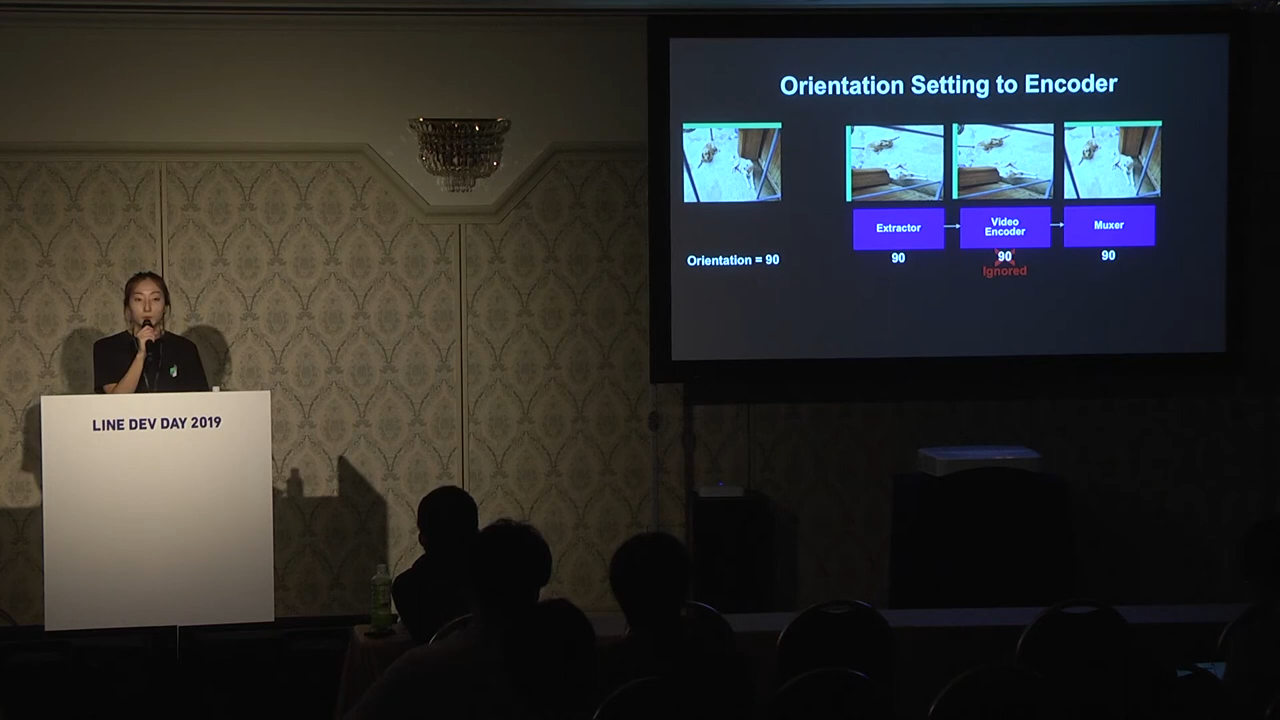 Orientation Setting to Encoder
Extractor
Video
Encoder
Muxer
Orientation = 90
90
90
90
Ignored
LINE DEV DAY 2019